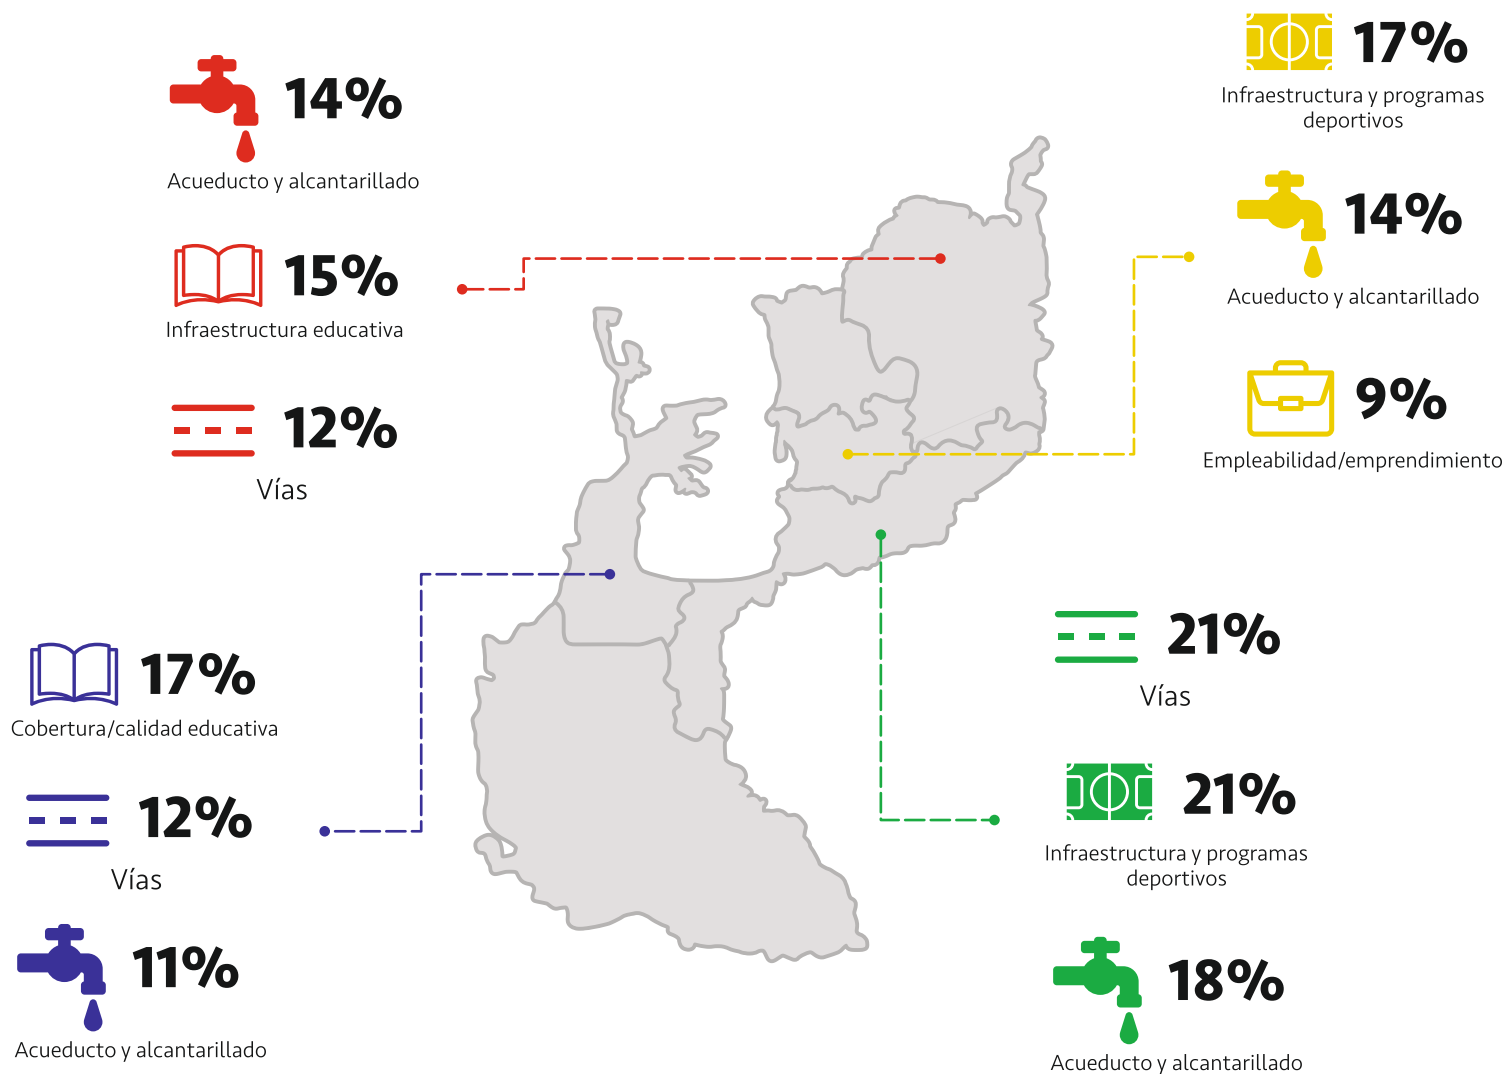 14%
Acueducto y alcantarillado
15%
Infraestructura educativa
12%
Vías
17%
Infraestructura y programas
deportivos
14%
Acueducto y alcantarillado
9%
Empleabilidad/emprendimiento
17%
Cobertura/calidad educativa
12%
Vías
11%
Acueducto y alcantarillado
21%
Vías
21%
Infraestructura y programas
deportivos
18%
Acueducto y alcantarillado